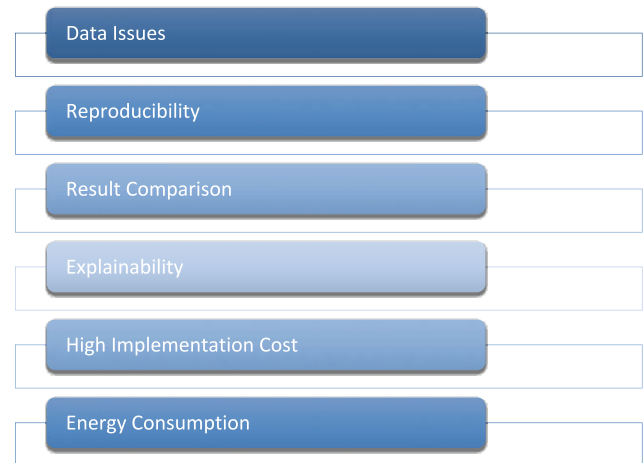 Data Issues
Reproducibility
Result Comparison
Explainability
High Implementation Cost
Energy Consumption